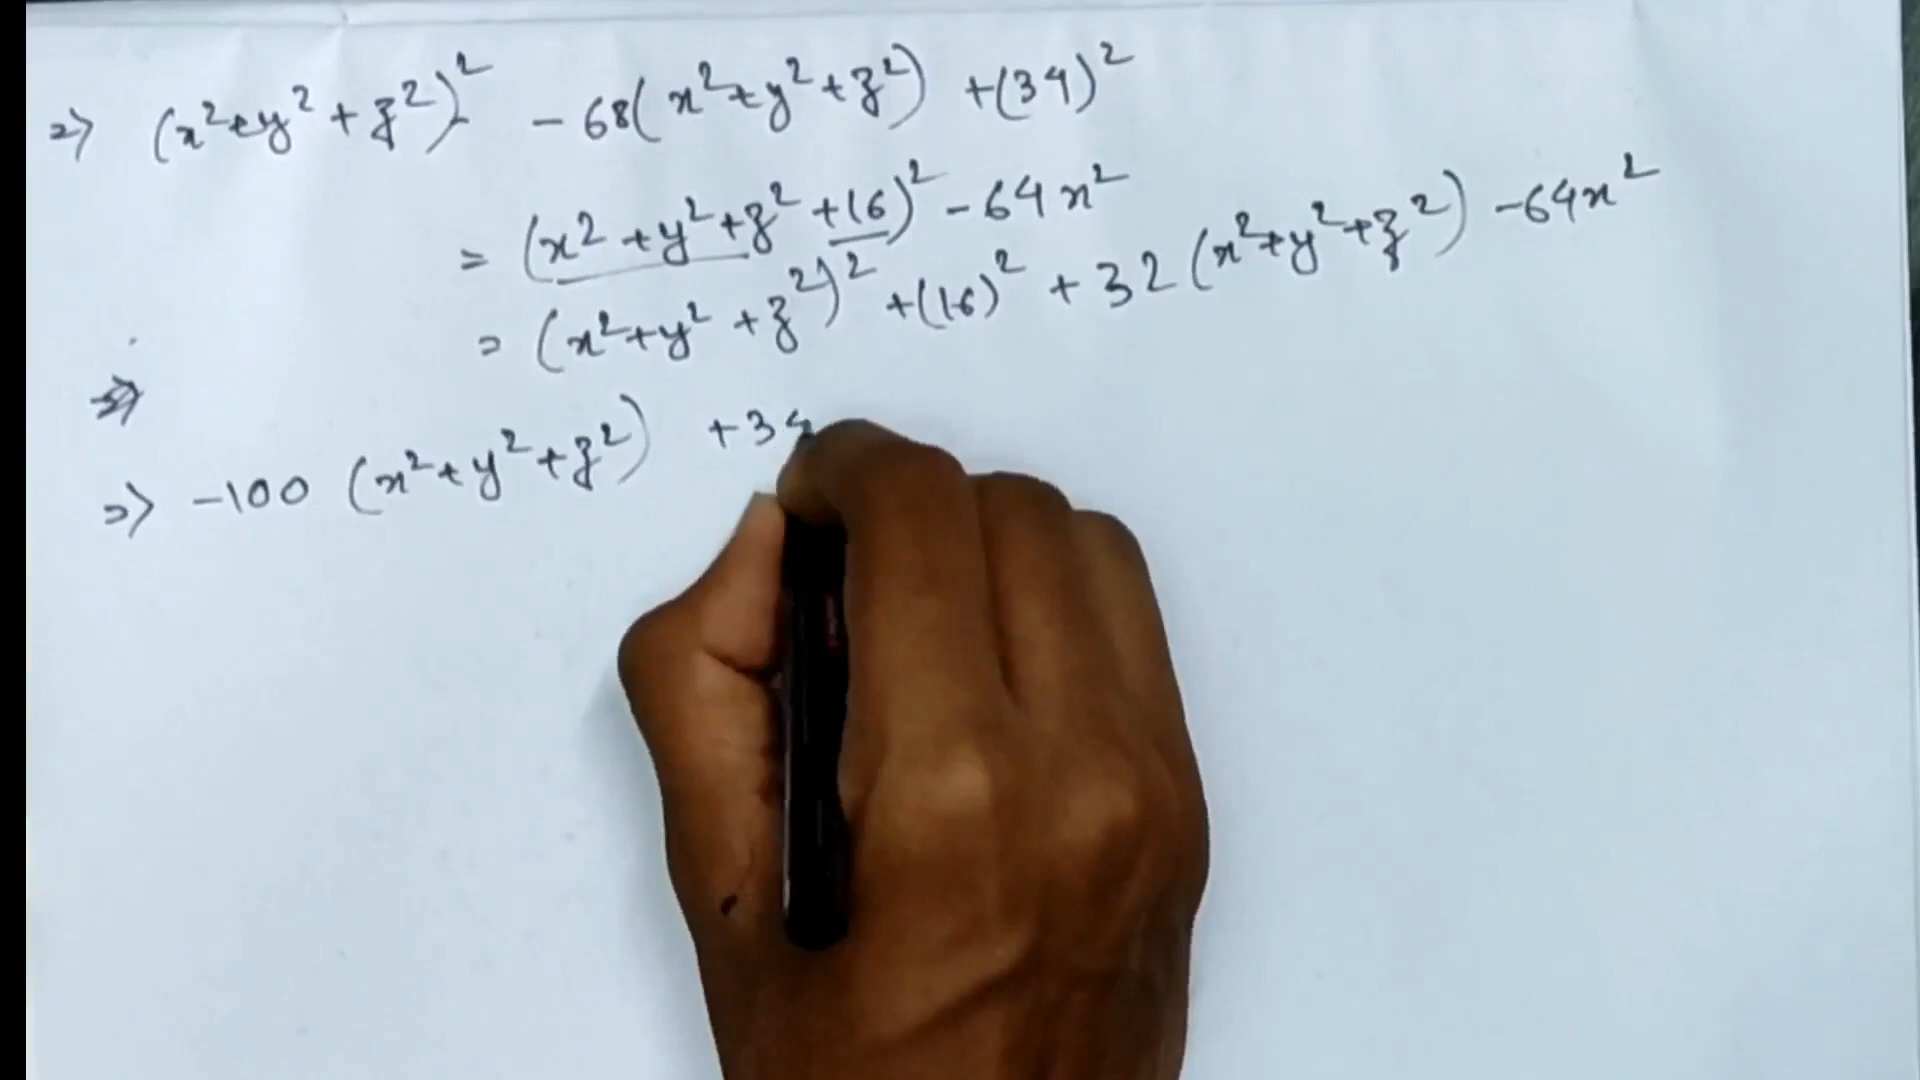 => (x²+y²+z²)² - 68(x²+y²+z²) +(34)²
= (x²+y²+z²+16)² - 64x²
= (x²+y²+z²)² +(16)² + 32(x²+y²+z²) - 64x²
=> -100 (x²+y²+z²) +34